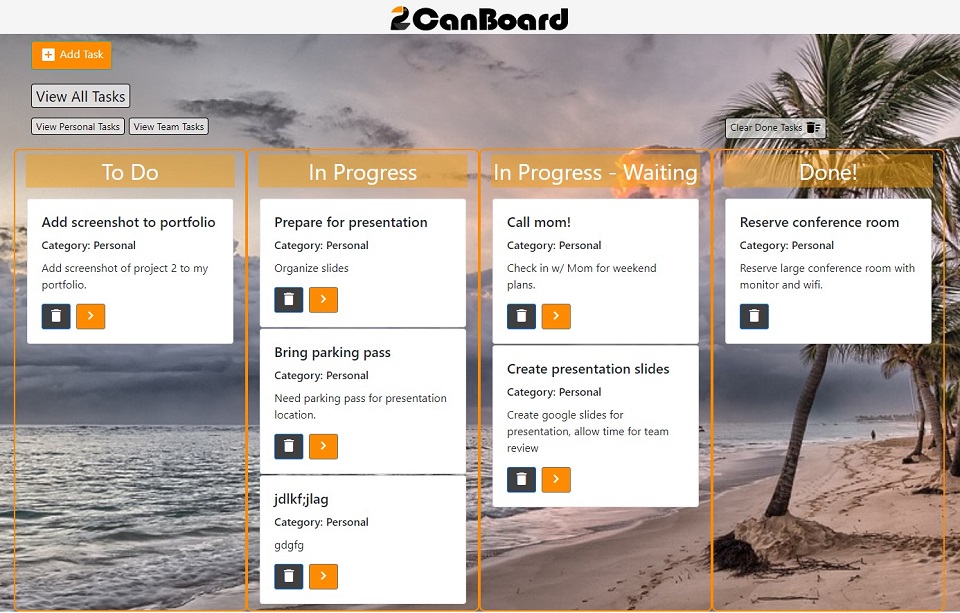 2CanBoard
Add Task
View All Tasks
View Personal Tasks
View Team Tasks
Clear Done Tasks
To Do
Add screenshot to portfolio
Category: Personal
Add screenshot of project 2 to my
portfolio.
In Progress
Prepare for presentation
Category: Personal
Organize slides
Bring parking pass
Category: Personal
Need parking pass for presentation
location.
jdlkf;jlag
Category: Personal
gdgfg
In Progress - Waiting
Call mom!
Category: Personal
Check in w/ Mom for weekend
plans.
Create presentation slides
Category: Personal
Create google slides for
presentation, allow time for team
review
Done!
Reserve conference room
Category: Personal
Reserve large conference room with
monitor and wifi.